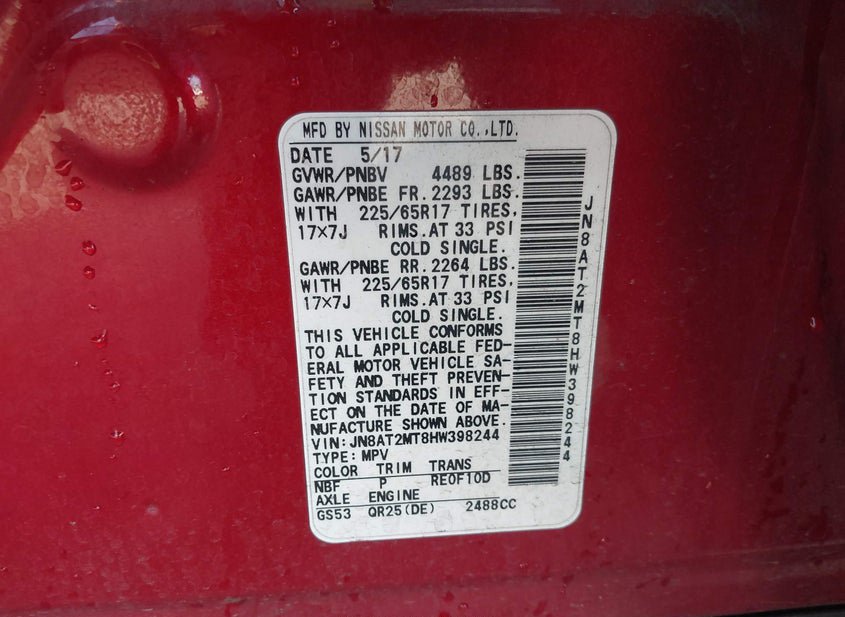 MFD BY NISSAN MOTOR CO.,LTD.
DATE 5/17
GVWR/PNBV 4489 LBS.
GAWR/PNBE FR. 2293 LBS.
WITH 225/65R17 TIRES,
17×7J RIMS. AT 33 PSI
COLD SINGLE.
GAWR/PNBE RR. 2264 LBS.
WITH 225/65R17 TIRES,
17×7J RIMS. AT 33 PSI
COLD SINGLE.
THIS VEHICLE CONFORMS
TO ALL APPLICABLE FED-
ERAL MOTOR VEHICLE SA-
FETY AND THEFT PREVEN-
TION STANDARDS IN EFF-
ECT ON THE DATE OF MA-
NUFACTURE SHOWN ABOVE.
VIN: JN8AT2MT8HW398244
TYPE: MPV
COLOR TRIM TRANS
NBF P RE0F10D
AXLE ENGINE
GS53 QR25(DE) 2488CC
JN8AT2MT8HW398244